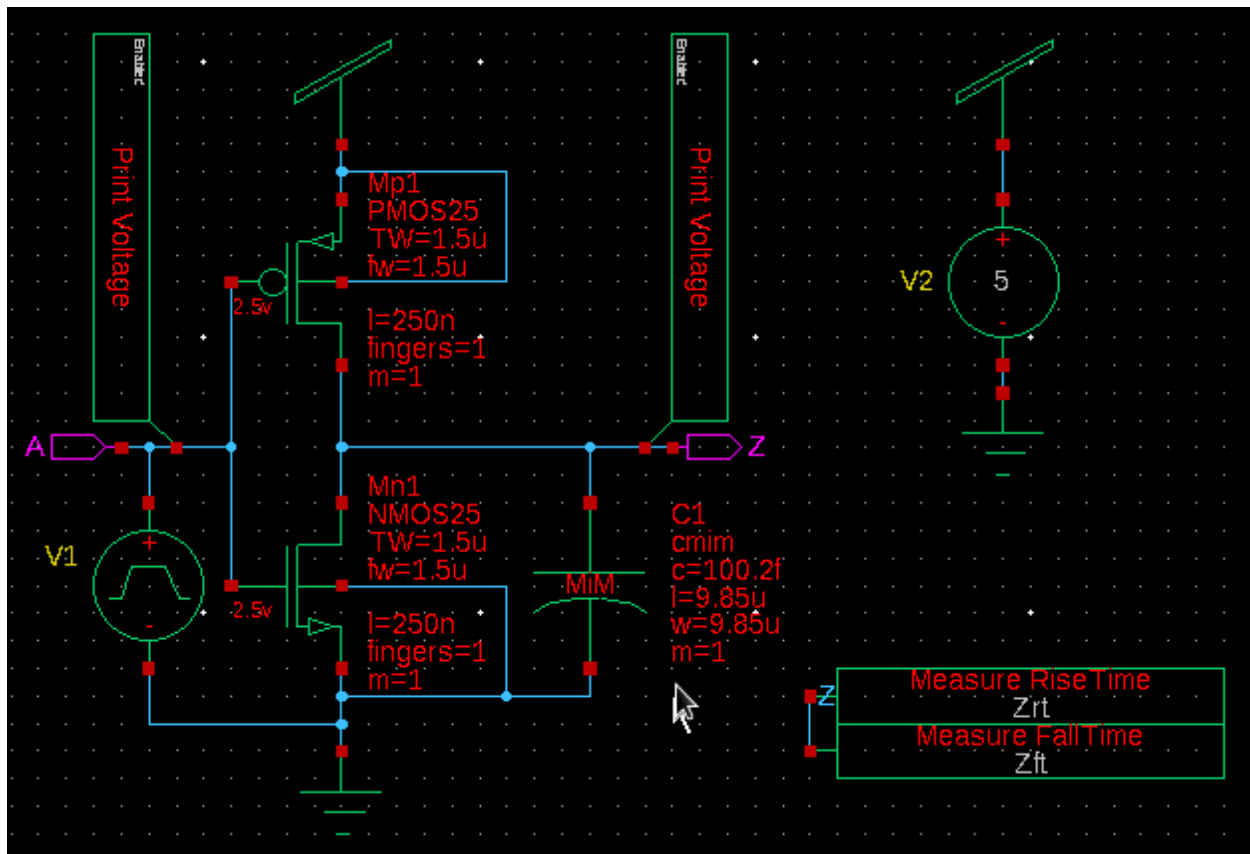 Enabled
Print Voltage
Mp1
PMOS25
TW=1.5u
fw=1.5u
2.5v
l=250n
fingers=1
m=1
Enabled
Print Voltage
V2
+
5
-
A
Z
V1
+
-
Mn1
NMOS25
TW=1.5u
fw=1.5u
2.5v
l=250n
fingers=1
m=1
MiM
C1
cmim
c=100.2f
l=9.85u
w=9.85u
m=1
Z
Measure RiseTime
Zrt
Measure FallTime
Zft